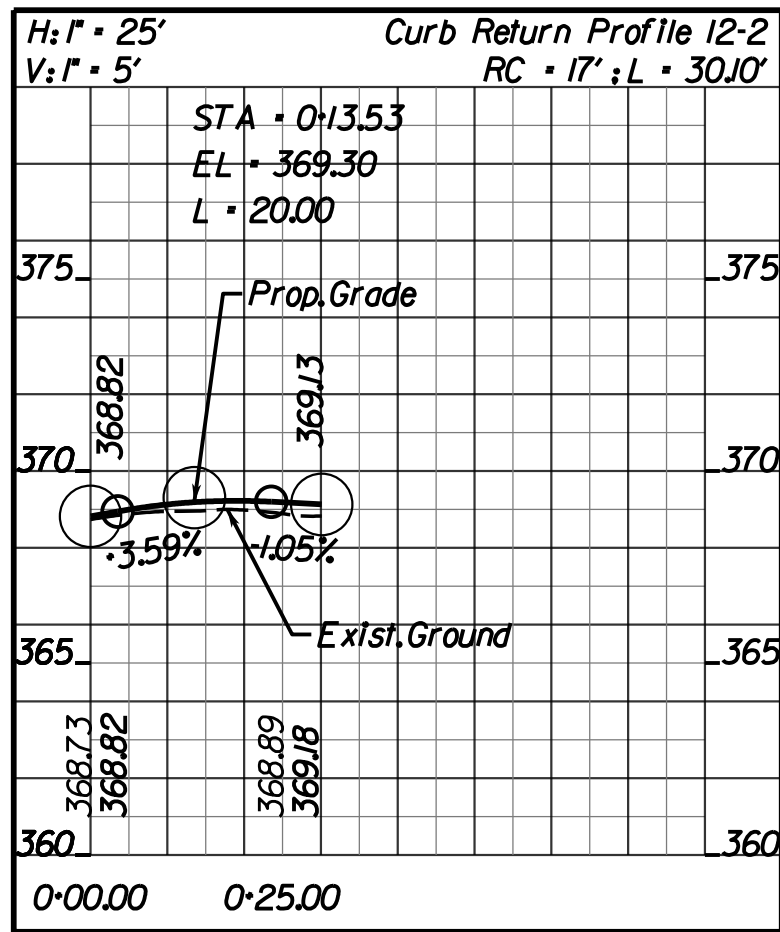 H: 1" = 25' Curb Return Profile 12-2
V: 1" = 5' RC = 17' ; L = 30.10'
STA = 0+13.53
EL = 369.30
L = 20.00
375 375
Prop. Grade
368.82 369.13
370 370
+3.59% -1.05%
Exist. Ground
365 365
368.73 368.82 368.89 369.18
360 360
0+00.00 0+25.00